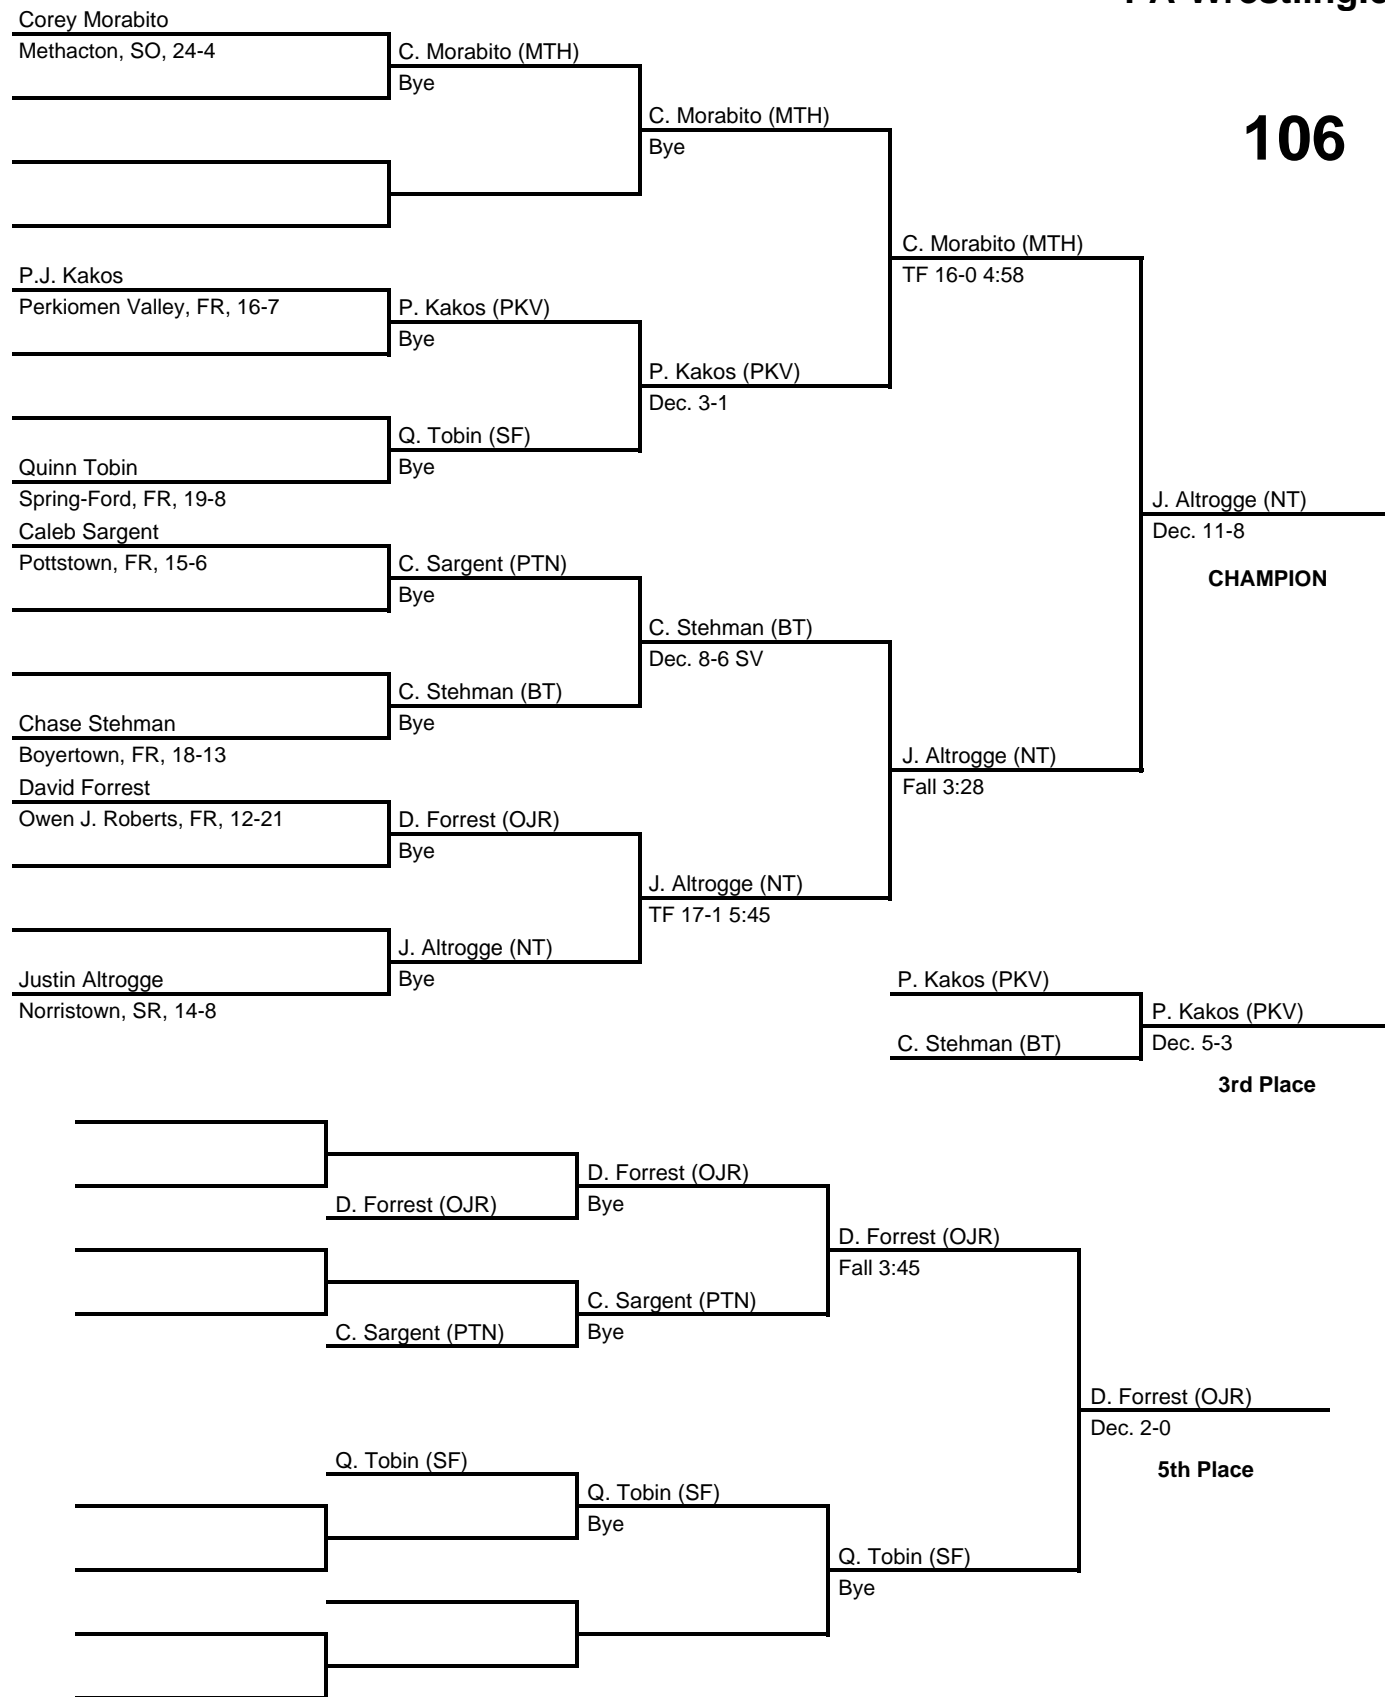 Corey Morabito
Methacton, SO, 24-4
C. Morabito (MTH)
Bye
C. Morabito (MTH)
Bye
106
C. Morabito (MTH)
TF 16-0 4:58
P.J. Kakos
Perkiomen Valley, FR, 16-7
P. Kakos (PKV)
Bye
P. Kakos (PKV)
Dec. 3-1
Q. Tobin (SF)
Bye
Quinn Tobin
Spring-Ford, FR, 19-8
J. Altrogge (NT)
Dec. 11-8
CHAMPION
Caleb Sargent
Pottstown, FR, 15-6
C. Sargent (PTN)
Bye
C. Stehman (BT)
Dec. 8-6 SV
C. Stehman (BT)
Bye
Chase Stehman
Boyertown, FR, 18-13
J. Altrogge (NT)
Fall 3:28
David Forrest
Owen J. Roberts, FR, 12-21
D. Forrest (OJR)
Bye
J. Altrogge (NT)
TF 17-1 5:45
J. Altrogge (NT)
Bye
Justin Altrogge
Norristown, SR, 14-8
P. Kakos (PKV)
P. Kakos (PKV)
Dec. 5-3
C. Stehman (BT)
3rd Place
D. Forrest (OJR)
Bye
D. Forrest (OJR)
D. Forrest (OJR)
Fall 3:45
C. Sargent (PTN)
Bye
C. Sargent (PTN)
D. Forrest (OJR)
Dec. 2-0
5th Place
Q. Tobin (SF)
Q. Tobin (SF)
Bye
Q. Tobin (SF)
Bye